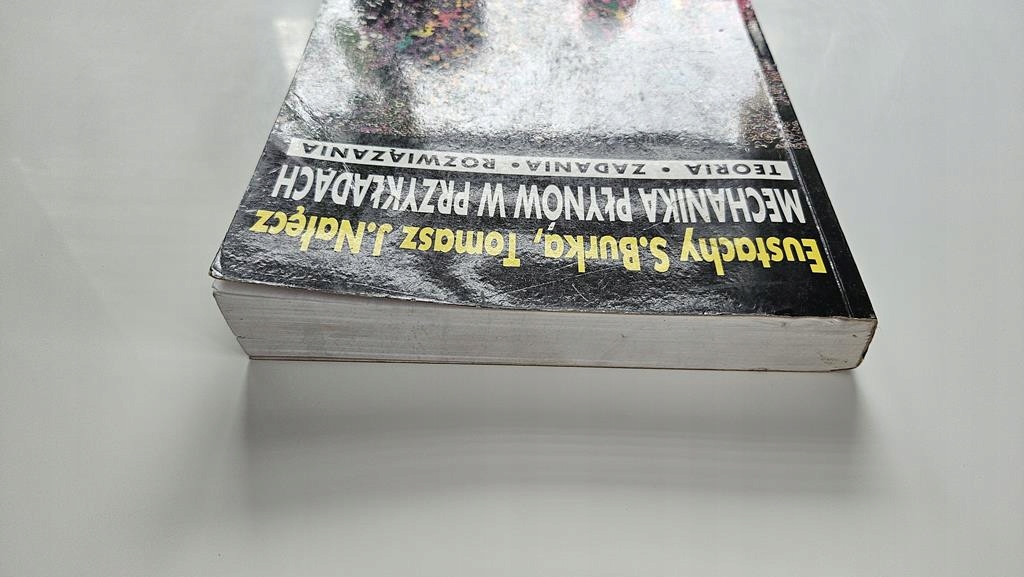 Eustachy S.Burka, Tomasz J.Nałęcz
MECHANIKA PŁYNÓW W PRZYKŁADACH
TEORIA • ZADANIA • ROZWIĄZANIA